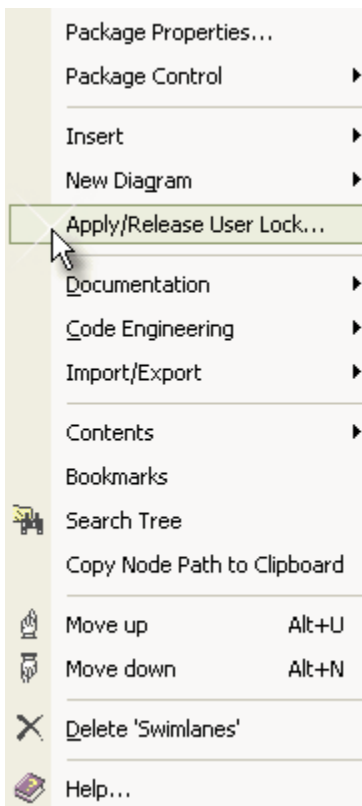 Package Properties...
Package Control
Insert
New Diagram
Apply/Release User Lock...
Documentation
Code Engineering
Import/Export
Contents
Bookmarks
Search Tree
Copy Node Path to Clipboard
Move up Alt+U
Move down Alt+N
Delete 'Swimlanes'
Help...